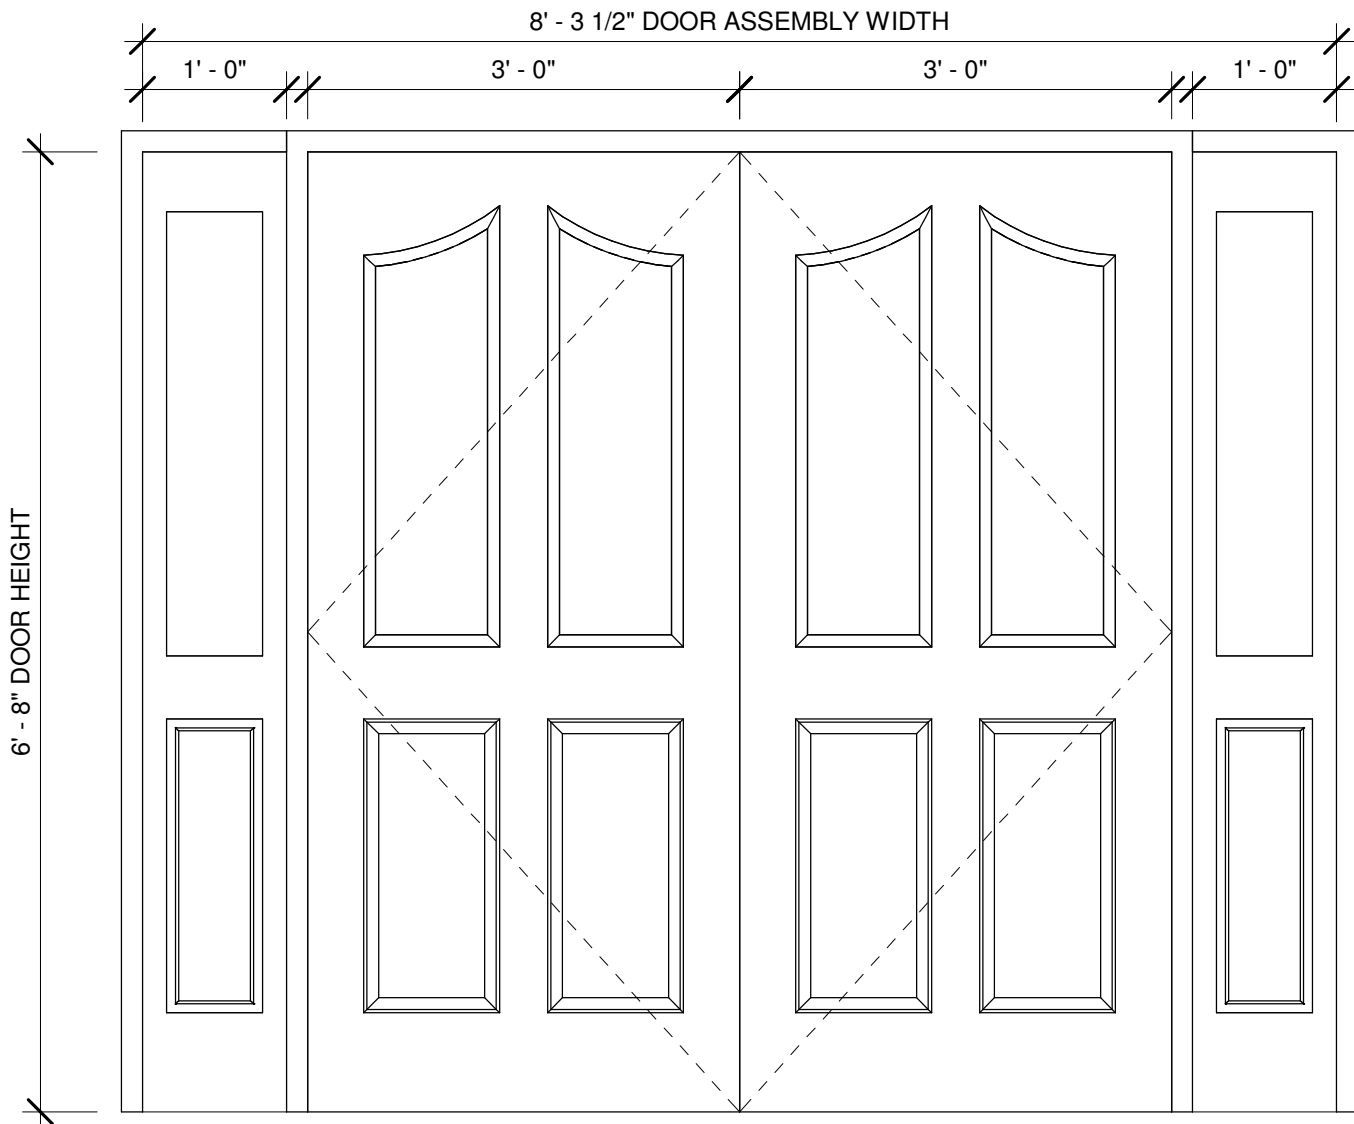 8' - 3 1/2" DOOR ASSEMBLY WIDTH
1' - 0" 3' - 0" 3' - 0" 1' - 0"
6' - 8" DOOR HEIGHT